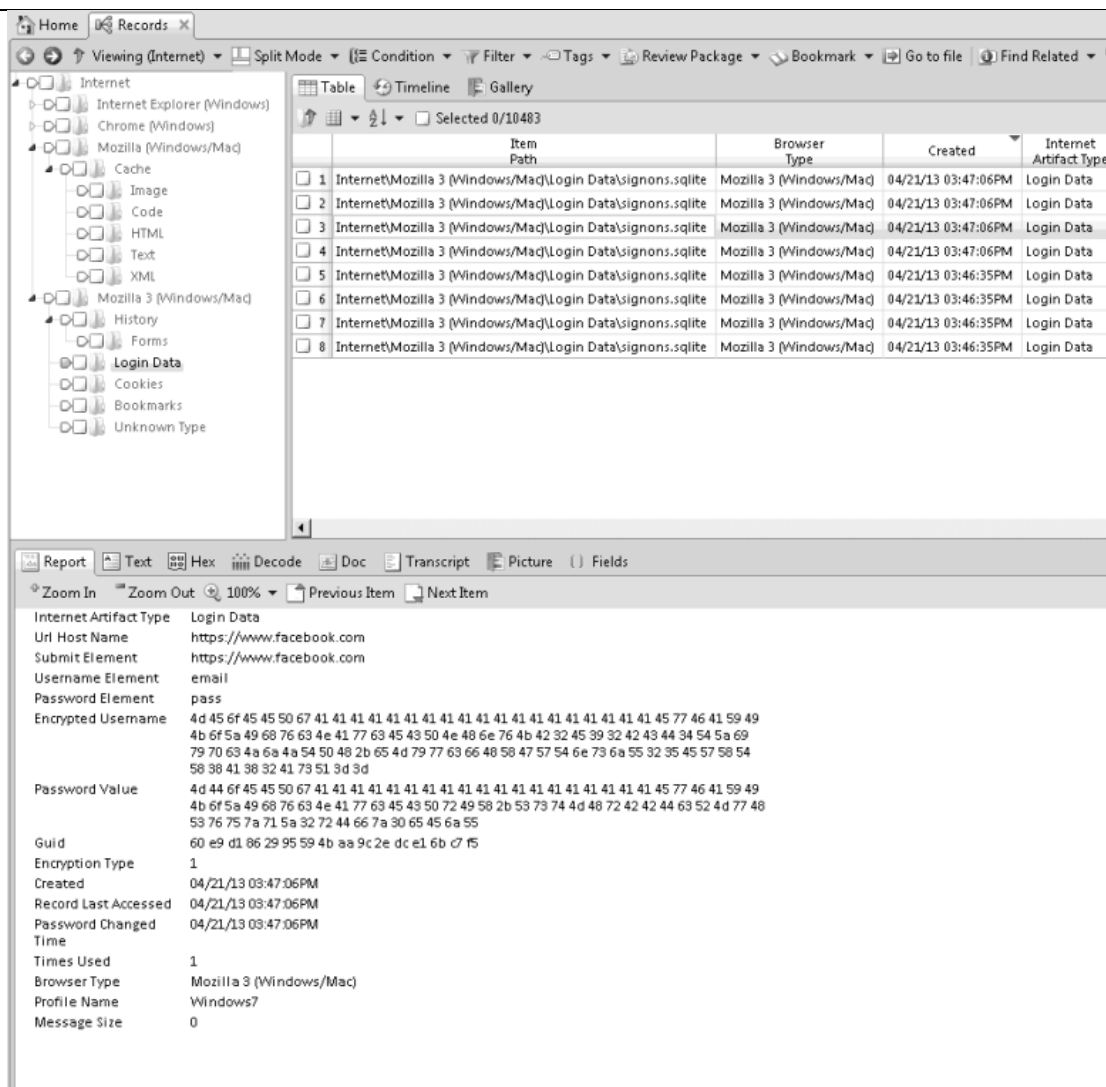 Home Records
Viewing (Internet) Split Mode Condition Filter Tags Review Package Bookmark Go to file Find Related
Internet
Internet Explorer (Windows)
Chrome (Windows)
Mozilla (Windows/Mac)
Cache
Image
Code
HTML
Text
XML
Mozilla 3 (Windows/Mac)
History
Forms
Login Data
Cookies
Bookmarks
Unknown Type
Table Timeline Gallery
Selected 0/10483
Item Path Browser Type Created Internet Artifact Type
1 Internet\Mozilla 3 (Windows/Mac)\Login Data\signons.sqlite Mozilla 3 (Windows/Mac) 04/21/13 03:47:06PM Login Data
2 Internet\Mozilla 3 (Windows/Mac)\Login Data\signons.sqlite Mozilla 3 (Windows/Mac) 04/21/13 03:47:06PM Login Data
3 Internet\Mozilla 3 (Windows/Mac)\Login Data\signons.sqlite Mozilla 3 (Windows/Mac) 04/21/13 03:47:06PM Login Data
4 Internet\Mozilla 3 (Windows/Mac)\Login Data\signons.sqlite Mozilla 3 (Windows/Mac) 04/21/13 03:47:06PM Login Data
5 Internet\Mozilla 3 (Windows/Mac)\Login Data\signons.sqlite Mozilla 3 (Windows/Mac) 04/21/13 03:46:35PM Login Data
6 Internet\Mozilla 3 (Windows/Mac)\Login Data\signons.sqlite Mozilla 3 (Windows/Mac) 04/21/13 03:46:35PM Login Data
7 Internet\Mozilla 3 (Windows/Mac)\Login Data\signons.sqlite Mozilla 3 (Windows/Mac) 04/21/13 03:46:35PM Login Data
8 Internet\Mozilla 3 (Windows/Mac)\Login Data\signons.sqlite Mozilla 3 (Windows/Mac) 04/21/13 03:46:35PM Login Data
Report Text Hex Decode Doc Transcript Picture Fields
Zoom In Zoom Out 100% Previous Item Next Item
Internet Artifact Type Login Data
Url Host Name https://www.facebook.com
Submit Element https://www.facebook.com
Username Element email
Password Element pass
Encrypted Username 4d 45 6f 45 45 50 67 41 41 41 41 41 41 41 41 41 41 41 41 41 41 41 41 41 41 41 41 45 77 46 41 59 49
4b 6f 5a 49 68 76 63 4e 41 77 63 45 43 50 4e 48 6e 76 4b 42 32 45 39 32 42 43 44 34 54 5a 69
79 70 63 4a 6a 4a 54 50 48 2b 65 4d 79 77 63 66 48 58 47 57 54 6e 73 6a 55 32 35 45 57 58 54
58 38 41 38 32 41 73 51 3d 3d
Password Value 4d 44 6f 45 45 50 67 41 41 41 41 41 41 41 41 41 41 41 41 41 41 41 41 41 41 41 41 45 77 46 41 59 49
4b 6f 5a 49 68 76 63 4e 41 77 63 45 43 50 72 49 58 2b 53 73 74 4d 48 72 42 42 44 63 52 4d 77 48
53 76 75 7a 71 5a 32 72 44 66 7a 30 65 45 6a 55
Guid 60 e9 d1 86 29 95 59 4b aa 9c 2e dc e1 6b c7 f5
Encryption Type 1
Created 04/21/13 03:47:06PM
Record Last Accessed 04/21/13 03:47:06PM
Password Changed 04/21/13 03:47:06PM
Time
Times Used 1
Browser Type Mozilla 3 (Windows/Mac)
Profile Name Windows7
Message Size 0